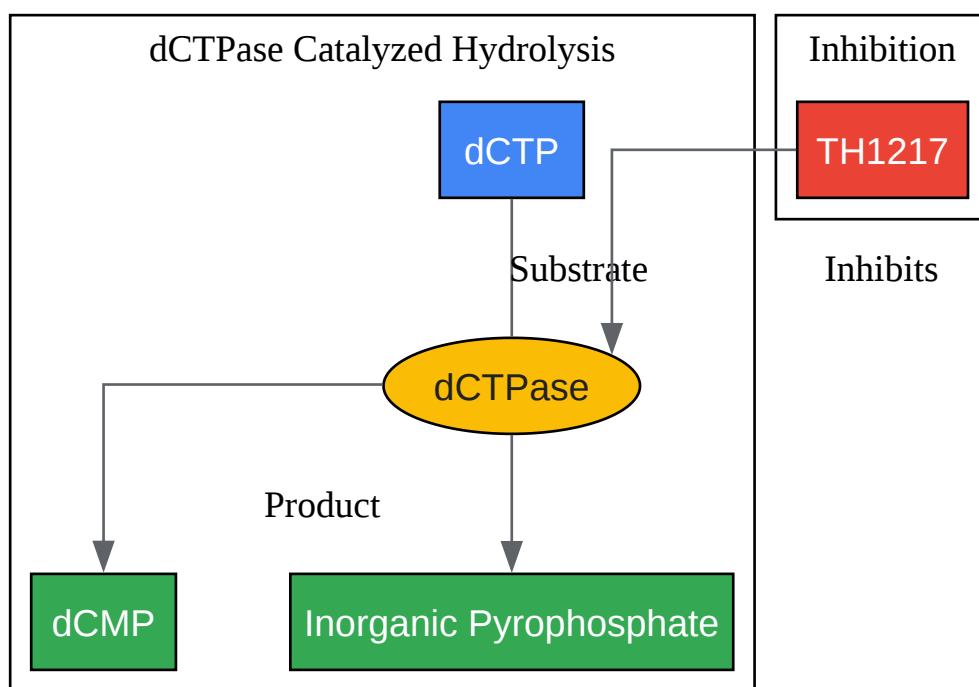 dCTPase Catalyzed Hydrolysis
Inhibition
dCTP
TH1217
Substrate
Inhibits
dCTPase
Product
dCMP
Inorganic Pyrophosphate